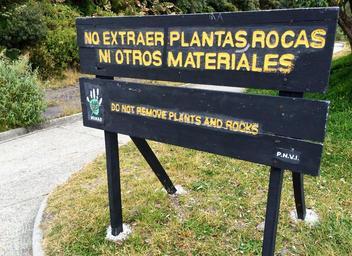 NO EXTRAER PLANTAS ROCAS
NI OTROS MATERIALES
DO NOT REMOVE PLANTS AND ROCKS
P.N.V.I.